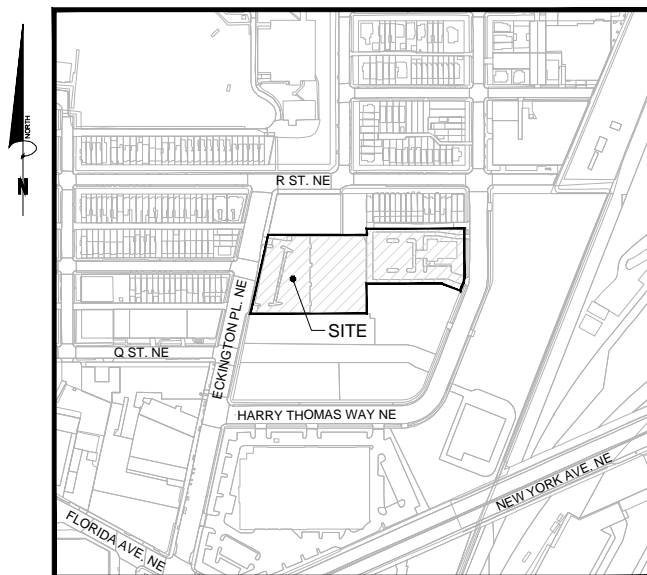 NORTH
N
R ST. NE
ECKINGTON PL. NE
SITE
Q ST. NE
HARRY THOMAS WAY NE
NEW YORK AVE. NE
FLORIDA AVE. NE